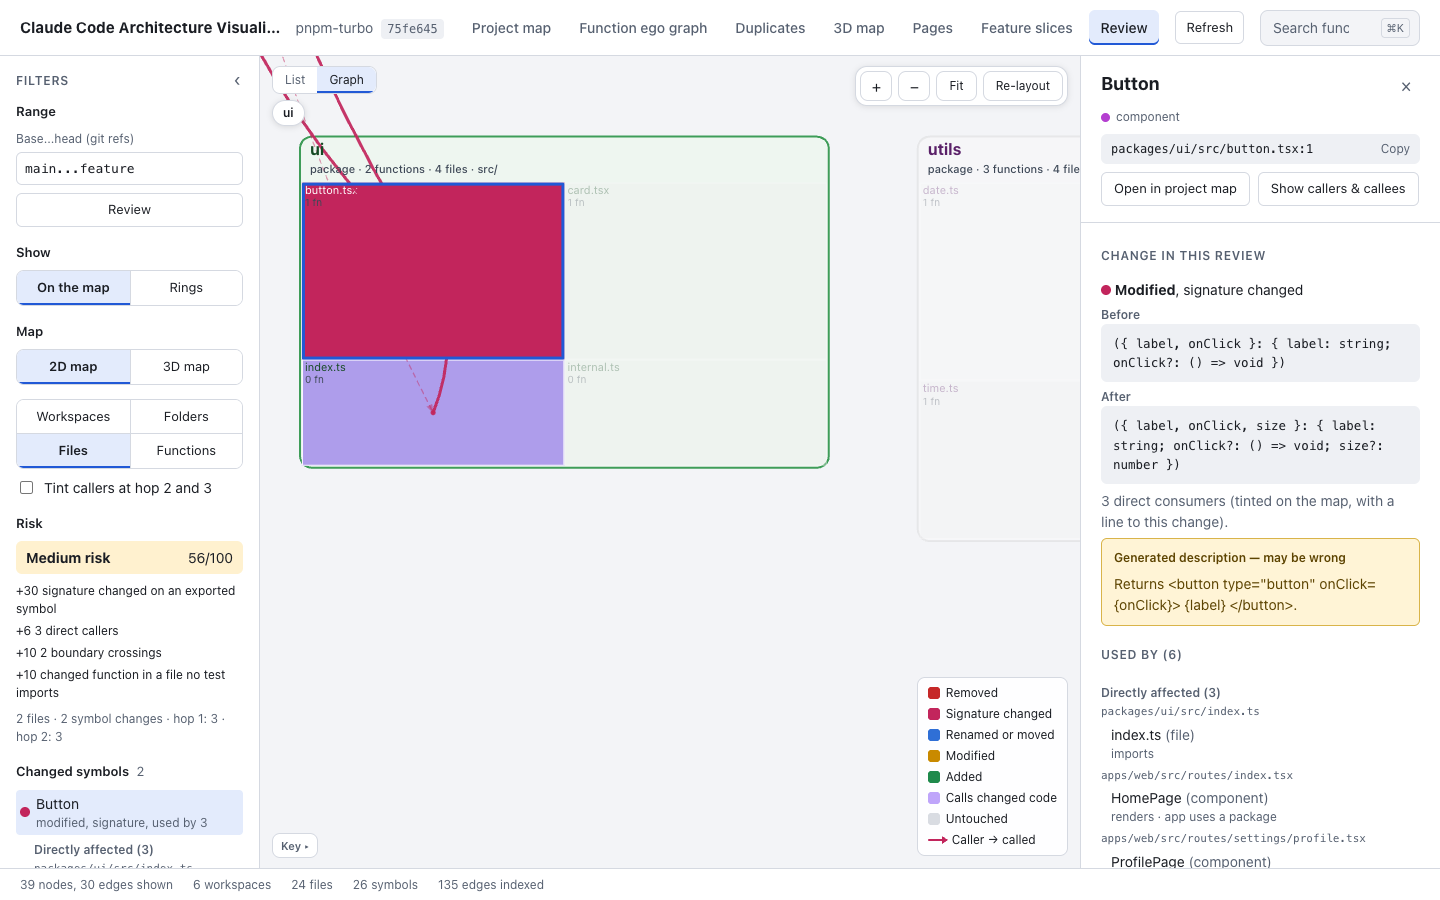 Claude Code Architecture Visuali... pnpm-turbo 75fe645 Project map Function ego graph Duplicates 3D map Pages Feature slices Review Refresh Search func ⌘K
FILTERS ‹
Range
Base...head (git refs)
main...feature
Review
Show
On the map Rings
Map
2D map 3D map
Workspaces Folders
Files Functions
Tint callers at hop 2 and 3
Risk
Medium risk 56/100
+30 signature changed on an exported
symbol
+6 3 direct callers
+10 2 boundary crossings
+10 changed function in a file no test
imports
2 files · 2 symbol changes · hop 1: 3 ·
hop 2: 3
Changed symbols 2
Button
modified, signature, used by 3
Directly affected (3)
packages/ui/src/index.ts
List Graph
ui
+ − Fit Re-layout
ui
package · 2 functions · 4 files · src/
button.tsx
1 fn
card.tsx
1 fn
index.ts
0 fn
internal.ts
0 fn
utils
package · 3 functions · 4 file
date.ts
1 fn
time.ts
1 fn
Removed
Signature changed
Renamed or moved
Modified
Added
Calls changed code
Untouched
Caller → called
Key ▸
Button ×
component
packages/ui/src/button.tsx:1 Copy
Open in project map Show callers & callees
CHANGE IN THIS REVIEW
Modified, signature changed
Before
({ label, onClick }: { label: string;
onClick?: () => void })
After
({ label, onClick, size }: { label:
string; onClick?: () => void; size?:
number })
3 direct consumers (tinted on the map, with a
line to this change).
Generated description — may be wrong
Returns <button type="button" onClick=
{onClick}> {label} </button>.
USED BY (6)
Directly affected (3)
packages/ui/src/index.ts
index.ts (file)
imports
apps/web/src/routes/index.tsx
HomePage (component)
renders · app uses a package
apps/web/src/routes/settings/profile.tsx
ProfilePage (component)
39 nodes, 30 edges shown 6 workspaces 24 files 26 symbols 135 edges indexed